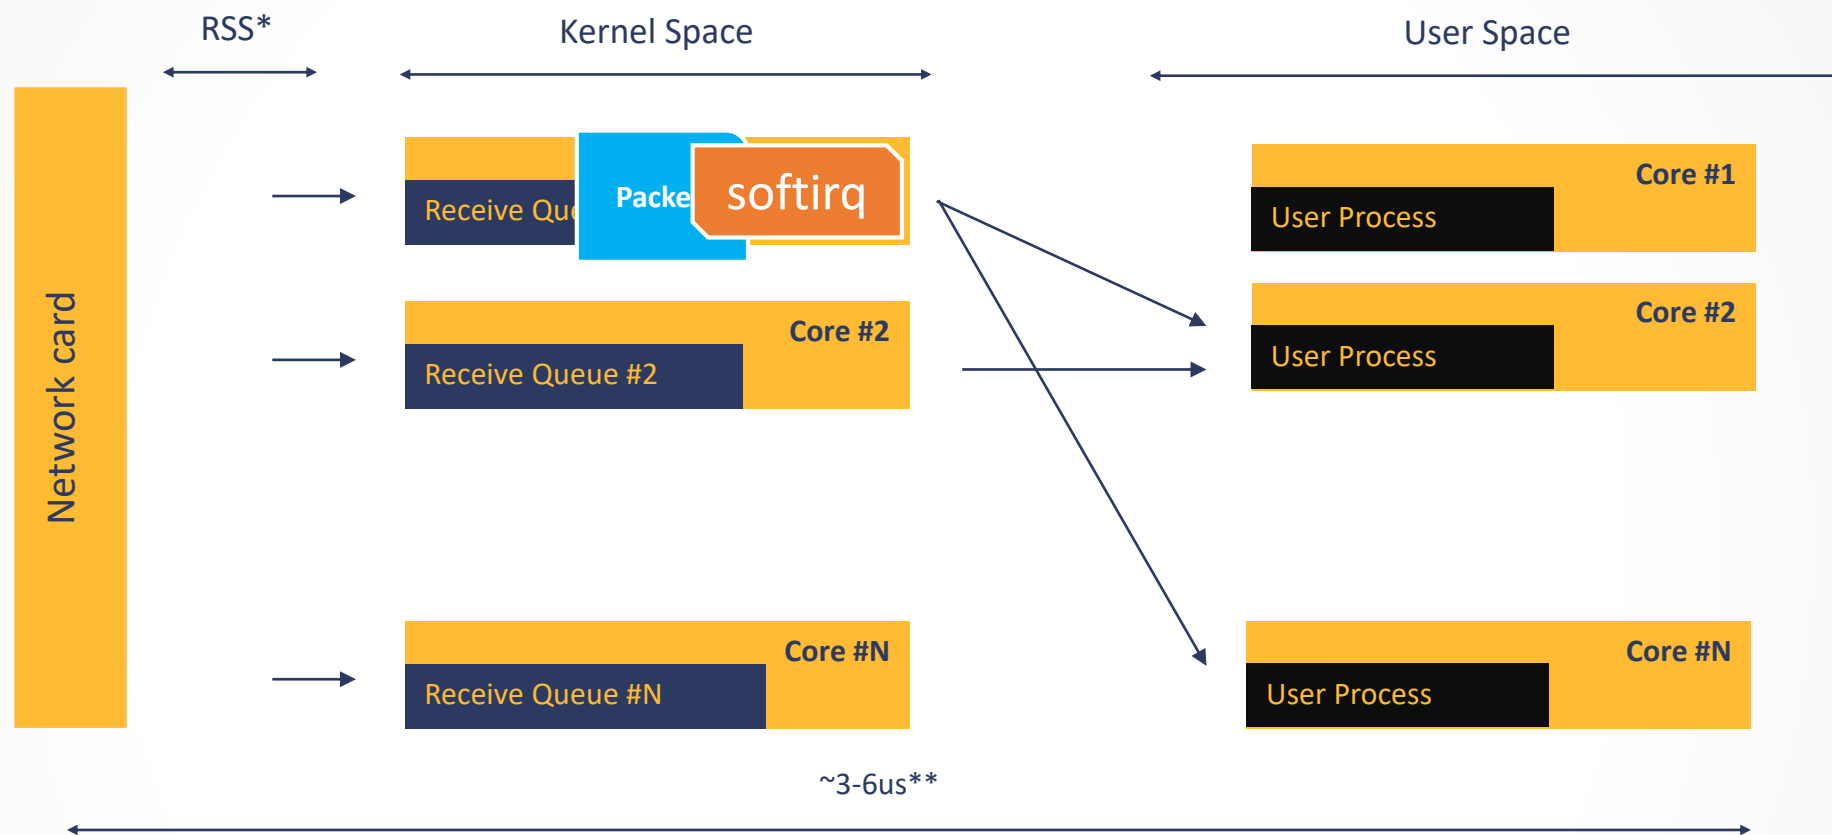 RSS*
Kernel Space
User Space
Network card
Receive Que
Packe
softirq
Core #1
User Process
Core #2
Receive Queue #2
Core #2
User Process
Core #N
Receive Queue #N
Core #N
User Process
~3-6us**